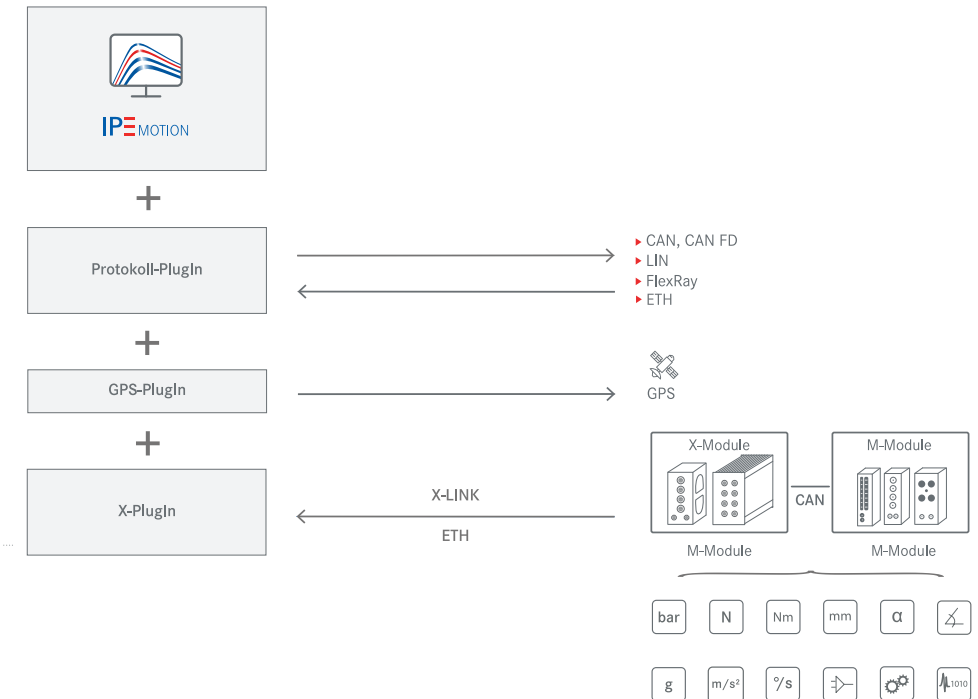 IPEMOTION
Protokoll-PlugIn
CAN, CAN FD
LIN
FlexRay
ETH
GPS-PlugIn
GPS
X-PlugIn
X-LINK
ETH
X-Module
CAN
M-Module
M-Module
M-Module
bar
N
Nm
mm
α
g
m/s²
°/s
1010